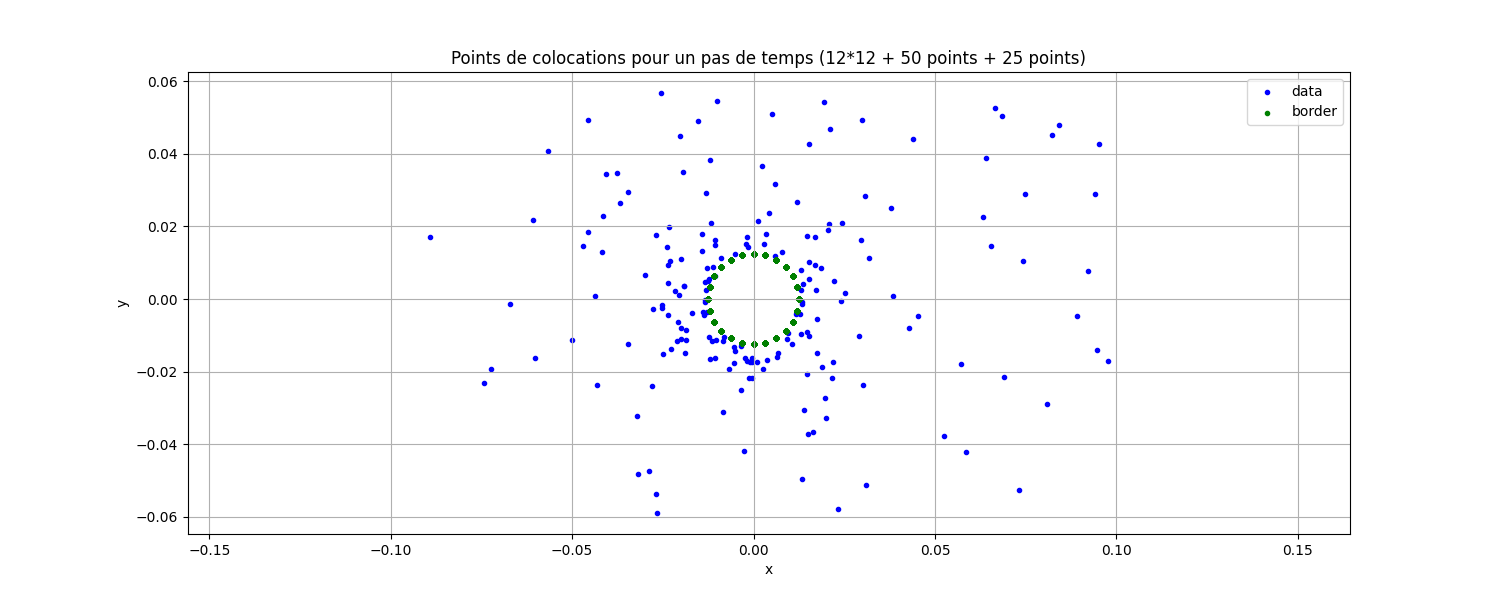 Points de colocations pour un pas de temps (12*12 + 50 points + 25 points)
data
border
0.06
0.04
0.02
0.00
−0.02
−0.04
−0.06
y
−0.15 −0.10 −0.05 0.00 0.05 0.10 0.15
x